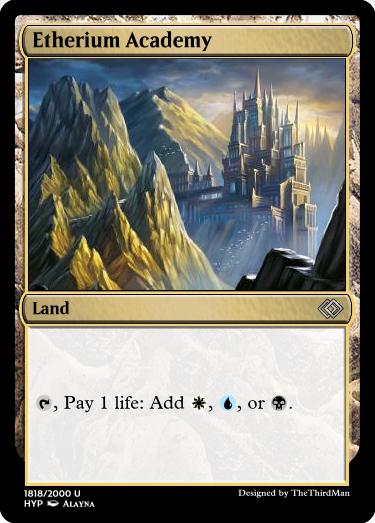 Etherium Academy
Land
, Pay 1 life: Add , , or .
1818/2000 U
HYP Alayna
Designed by TheThirdMan